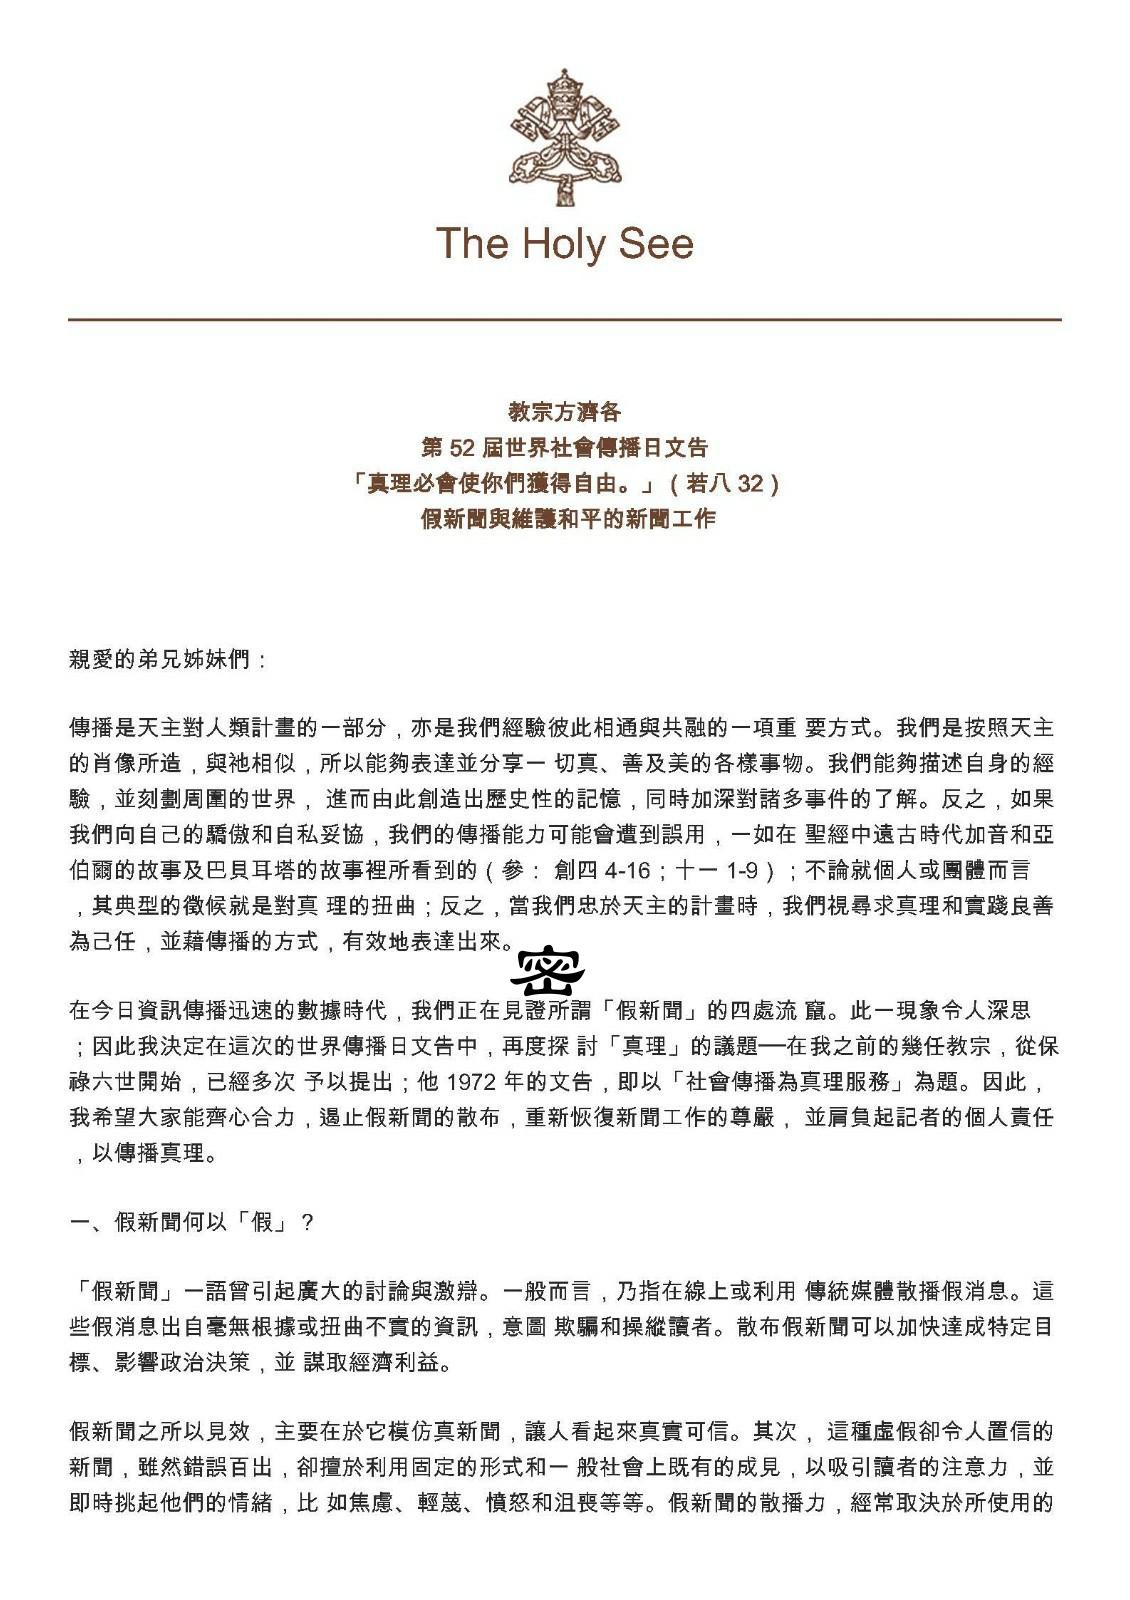 The Holy See
教宗方濟各
第 52 屆世界社會傳播日文告
「真理必會使你們獲得自由。」（若八 32）
假新聞與維護和平的新聞工作
親愛的弟兄姊妹們：
傳播是天主對人類計畫的一部分，亦是我們經驗彼此相通與共融的一項重 要方式。我們是按照天主
的肖像所造，與祂相似，所以能夠表達並分享一 切真、善及美的各樣事物。我們能夠描述自身的經
驗，並刻劃周圍的世界， 進而由此創造出歷史性的記憶，同時加深對諸多事件的了解。反之，如果
我們向自己的驕傲和自私妥協，我們的傳播能力可能會遭到誤用，一如在 聖經中遠古時代加音和亞
伯爾的故事及巴貝耳塔的故事裡所看到的（參： 創四 4-16；十一 1-9）；不論就個人或團體而言
，其典型的徵候就是對真 理的扭曲；反之，當我們忠於天主的計畫時，我們視尋求真理和實踐良善
為己任，並藉傳播的方式，有效地表達出來。
密
在今日資訊傳播迅速的數據時代，我們正在見證所謂「假新聞」的四處流 竄。此一現象令人深思
；因此我決定在這次的世界傳播日文告中，再度探 討「真理」的議題──在我之前的幾任教宗，從保
祿六世開始，已經多次 予以提出；他 1972 年的文告，即以「社會傳播為真理服務」為題。因此，
我希望大家能齊心合力，遏止假新聞的散布，重新恢復新聞工作的尊嚴， 並肩負起記者的個人責任
，以傳播真理。
一、假新聞何以「假」？
「假新聞」一語曾引起廣大的討論與激辯。一般而言，乃指在線上或利用 傳統媒體散播假消息。這
些假消息出自毫無根據或扭曲不實的資訊，意圖 欺騙和操縱讀者。散布假新聞可以加快達成特定目
標、影響政治決策，並 謀取經濟利益。
假新聞之所以見效，主要在於它模仿真新聞，讓人看起來真實可信。其次， 這種虛假卻令人置信的
新聞，雖然錯誤百出，卻擅於利用固定的形式和一 般社會上既有的成見，以吸引讀者的注意力，並
即時挑起他們的情緒，比 如焦慮、輕蔑、憤怒和沮喪等等。假新聞的散播力，經常取決於所使用的